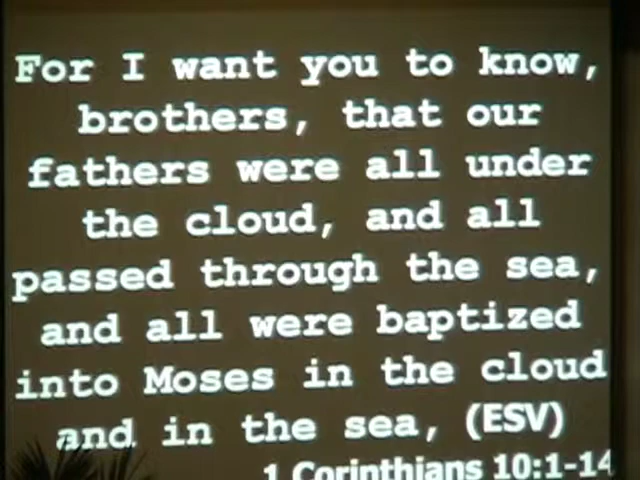 For I want you to know,
brothers, that our
fathers were all under
the cloud, and all
passed through the sea,
and all were baptized
into Moses in the cloud
and in the sea, (ESV)
1 Corinthians 10:1-14